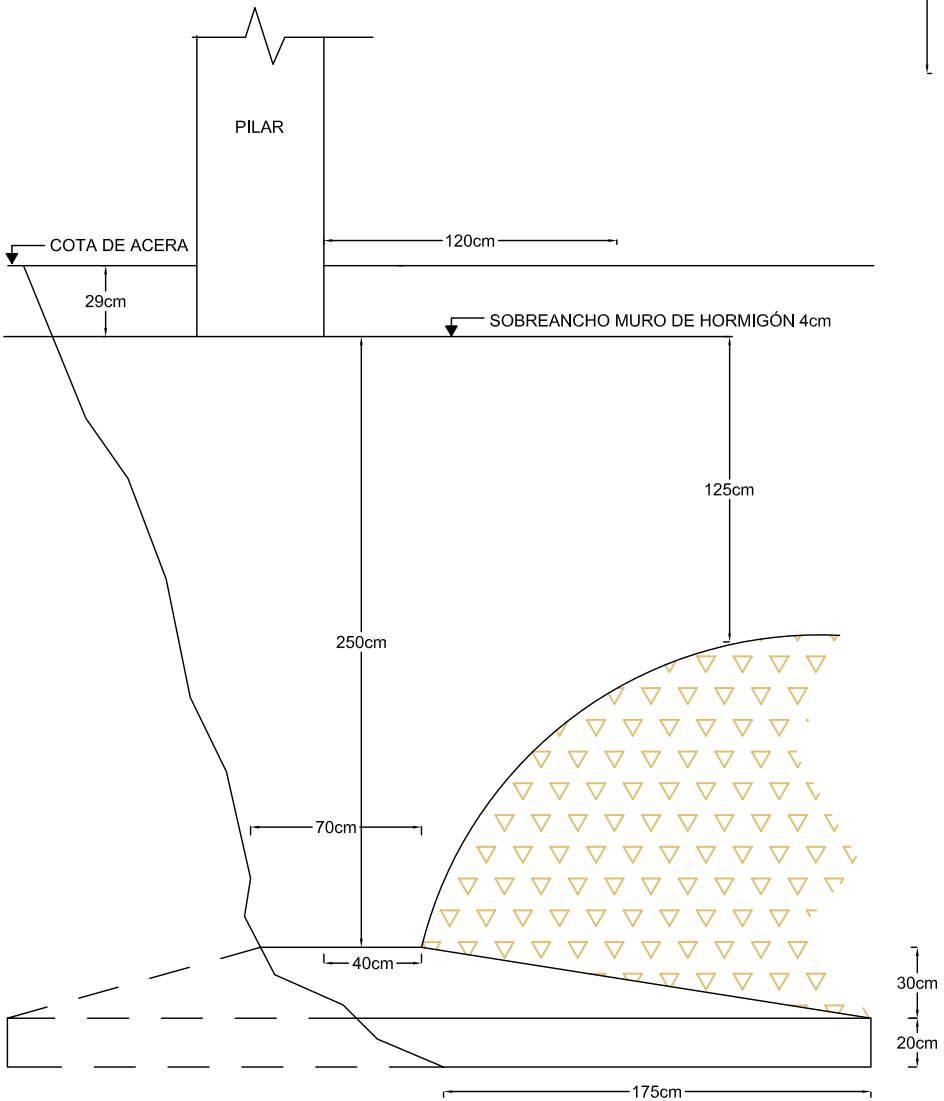 PILAR
COTA DE ACERA
120cm
29cm
SOBREANCHO MURO DE HORMIGÓN 4cm
125cm
250cm
70cm
40cm
30cm
20cm
175cm